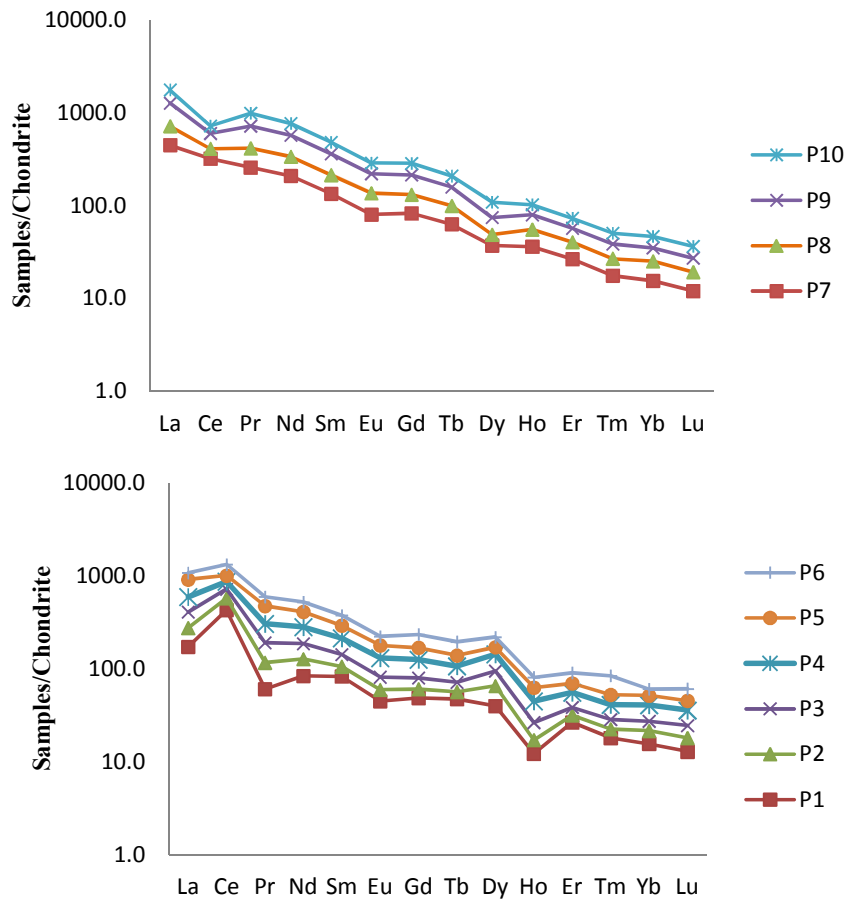 10000.0
1000.0
100.0
10.0
1.0
Samples/Chondrite
La Ce Pr Nd Sm Eu Gd Tb Dy Ho Er Tm Yb Lu
P10
P9
P8
P7
10000.0
1000.0
100.0
10.0
1.0
Samples/Chondrite
La Ce Pr Nd Sm Eu Gd Tb Dy Ho Er Tm Yb Lu
P6
P5
P4
P3
P2
P1